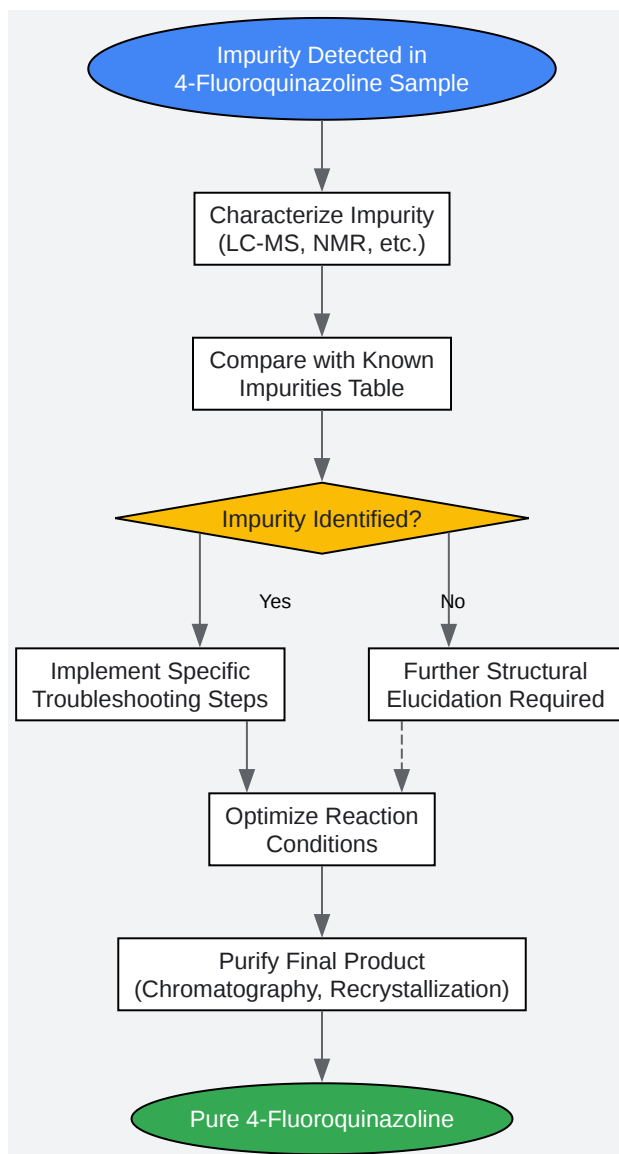 Impurity Detected in
4-Fluoroquinazoline Sample
Characterize Impurity
(LC-MS, NMR, etc.)
Compare with Known
Impurities Table
Impurity Identified?
Yes
No
Implement Specific
Troubleshooting Steps
Further Structural
Elucidation Required
Optimize Reaction
Conditions
Purify Final Product
(Chromatography, Recrystallization)
Pure 4-Fluoroquinazoline